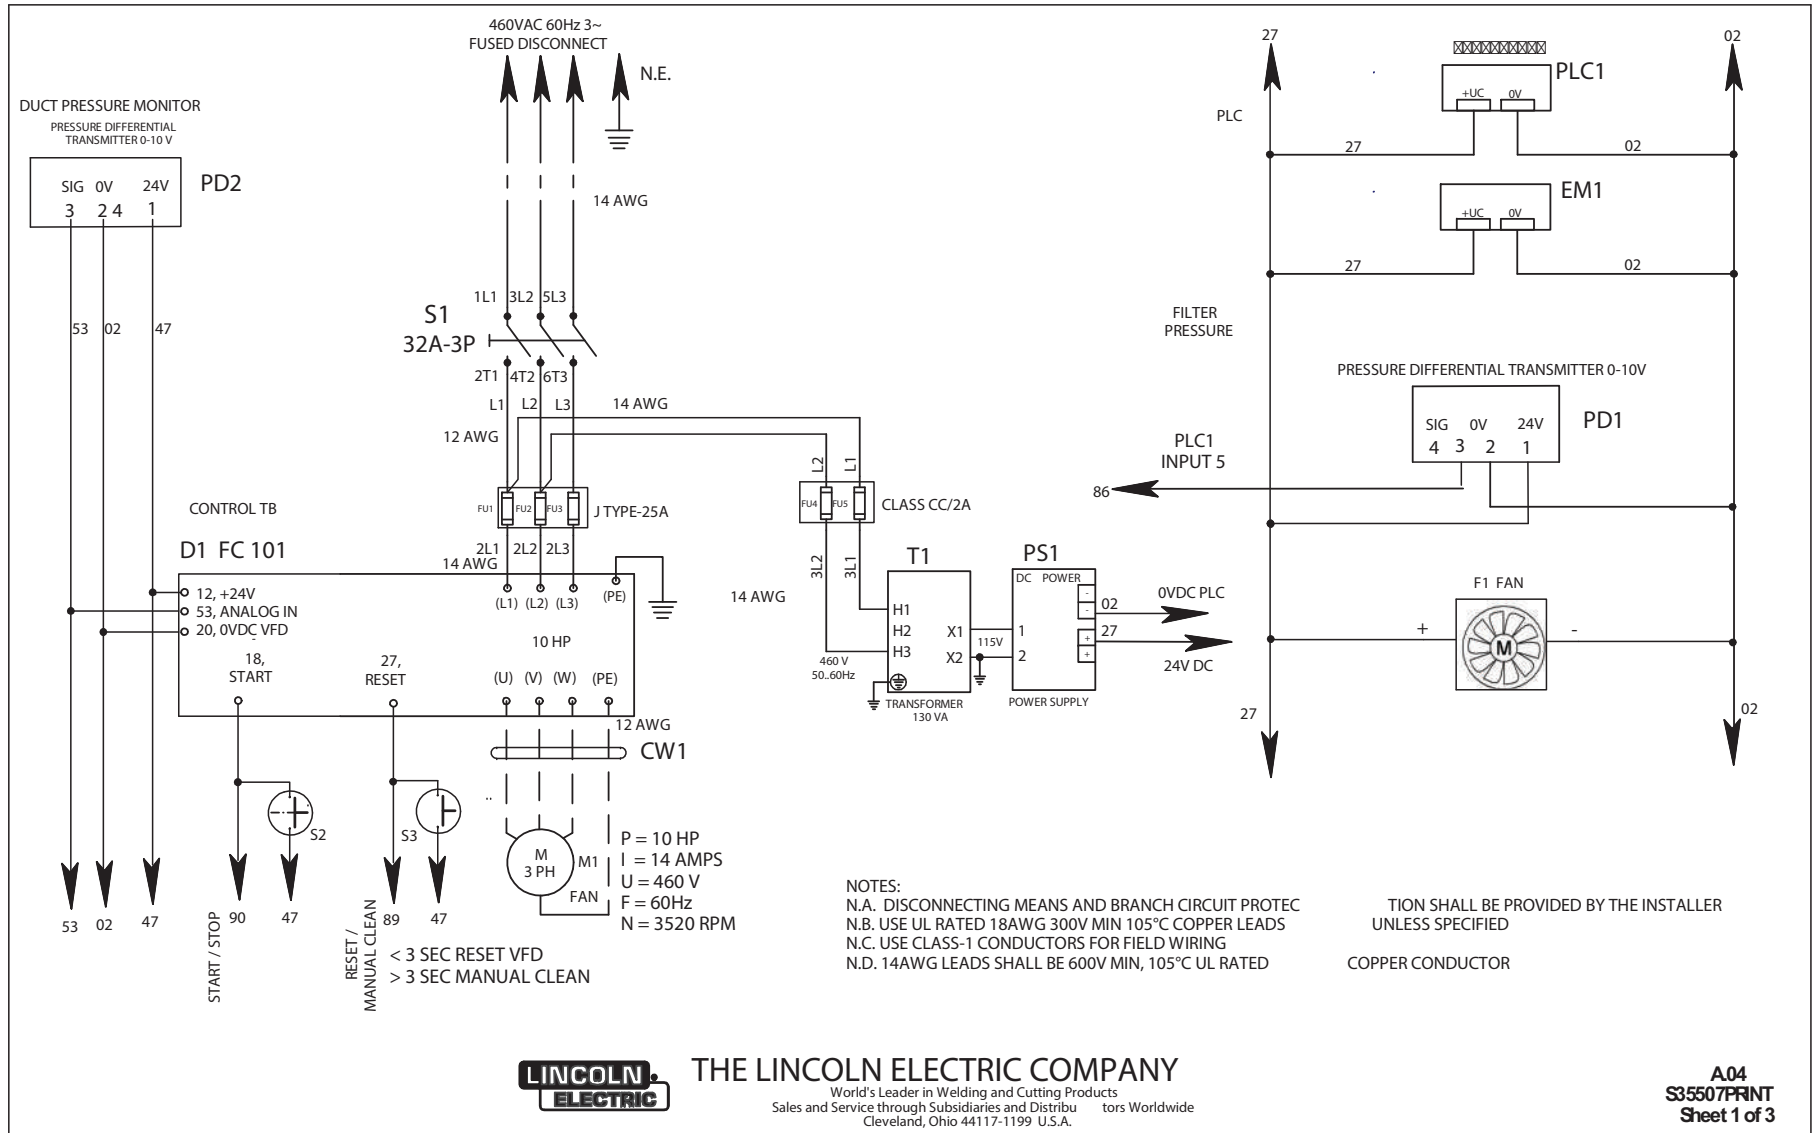 460VAC 60Hz 3~
FUSED DISCONNECT
N.E.
DUCT PRESSURE MONITOR
PRESSURE DIFFERENTIAL
TRANSMITTER 0-10 V
SIG 0V 24V
3 2 4 1
PD2
53 02 47
14 AWG
1L1 3L2 5L3
S1
32A-3P
2T1 4T2 6T3
L1 L2 L3
14 AWG
12 AWG
L2 L1
FU1 FU2 FU3
J TYPE-25A
FU4 FU5
CLASS CC/2A
CONTROL TB
D1 FC 101
2L1 2L2 2L3
14 AWG
3L2 3L1
14 AWG
12, +24V
53, ANALOG IN
20, 0VDC VFD
(L1) (L2) (L3) (PE)
10 HP
18,
START
27,
RESET
(U) (V) (W) (PE)
12 AWG
CW1
T1
H1
H2
H3
X1
X2
115V
460 V
50..60Hz
TRANSFORMER
130 VA
PS1
DC POWER
-
-
+
+
1
2
POWER SUPPLY
02
0VDC PLC
27
24V DC
S2
S3
M
3 PH
M1
FAN
P = 10 HP
I = 14 AMPS
U = 460 V
F = 60Hz
N = 3520 RPM
53 02 47 90 47 89 47
START / STOP
RESET /
MANUAL CLEAN
< 3 SEC RESET VFD
> 3 SEC MANUAL CLEAN
27
02
PLC
PLC1
+UC 0V
27 02
EM1
+UC 0V
27 02
FILTER
PRESSURE
PRESSURE DIFFERENTIAL TRANSMITTER 0-10V
SIG 0V 24V
4 3 2 1
PD1
PLC1
INPUT 5
86
F1 FAN
+ -
M
27
02
NOTES:
N.A. DISCONNECTING MEANS AND BRANCH CIRCUIT PROTEC TION SHALL BE PROVIDED BY THE INSTALLER
N.B. USE UL RATED 18AWG 300V MIN 105°C COPPER LEADS UNLESS SPECIFIED
N.C. USE CLASS-1 CONDUCTORS FOR FIELD WIRING
N.D. 14AWG LEADS SHALL BE 600V MIN, 105°C UL RATED COPPER CONDUCTOR
LINCOLN
ELECTRIC
THE LINCOLN ELECTRIC COMPANY
World's Leader in Welding and Cutting Products
Sales and Service through Subsidiaries and Distribu tors Worldwide
Cleveland, Ohio 44117-1199 U.S.A.
A.04
S35507PRINT
Sheet 1 of 3